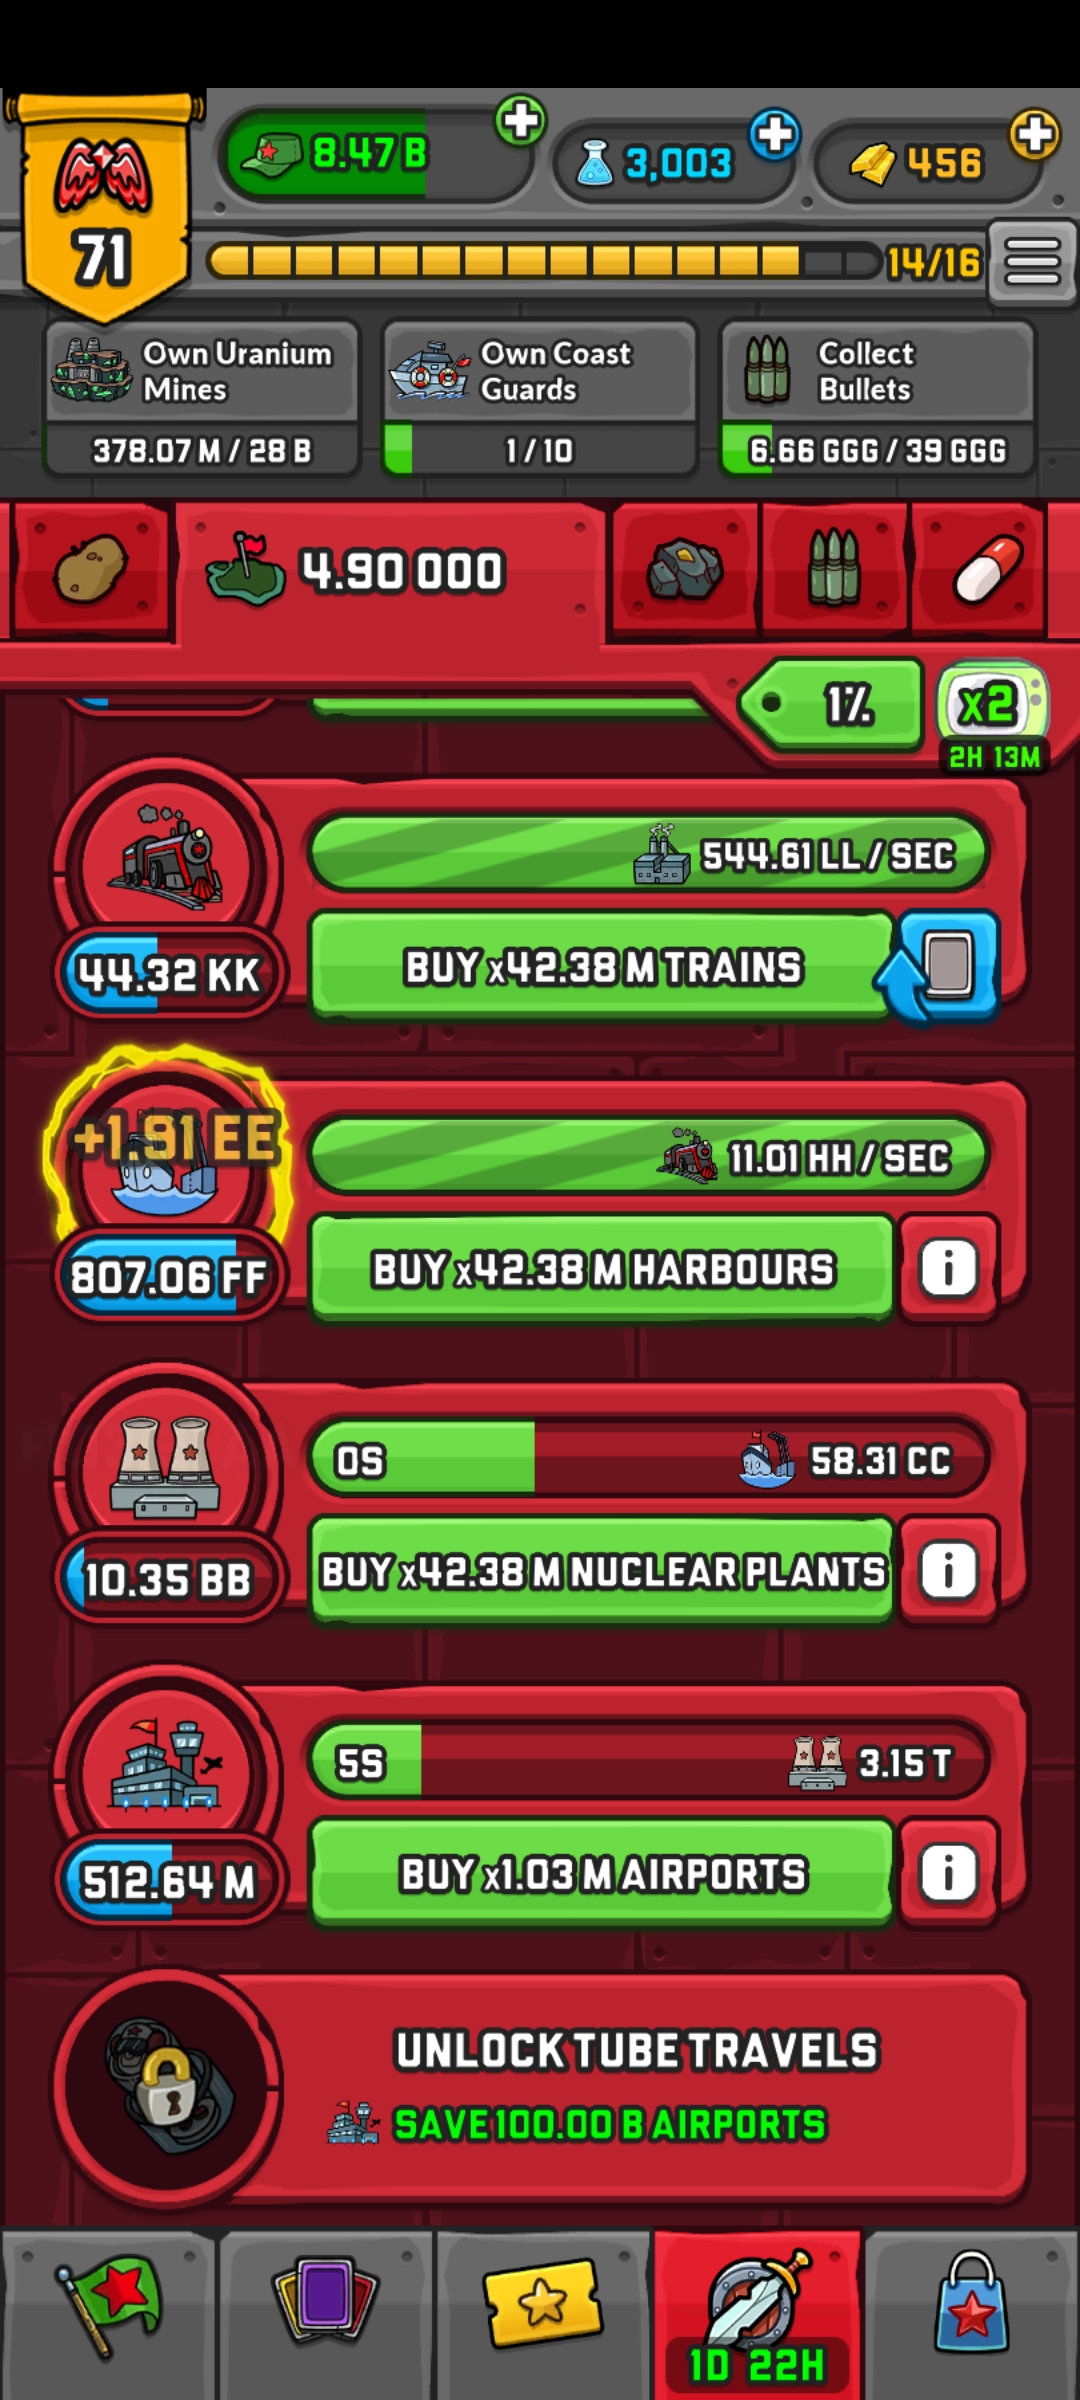 71
8.47 B
3,003
456
14/16
Own Uranium
Mines
378.07 M / 28 B
Own Coast
Guards
1 / 10
Collect
Bullets
6.66 GGG / 39 GGG
4.90 OOO
1%
x2
2H 13M
544.61 LL / SEC
44.32 KK
BUY x42.38 M TRAINS
+1.91 EE
11.01 HH / SEC
807.06 FF
BUY x42.38 M HARBOURS
i
0S
58.31 CC
10.35 BB
BUY x42.38 M NUCLEAR PLANTS
i
5S
3.15 T
512.64 M
BUY x1.03 M AIRPORTS
i
UNLOCK TUBE TRAVELS
SAVE 100.00 B AIRPORTS
1D 22H